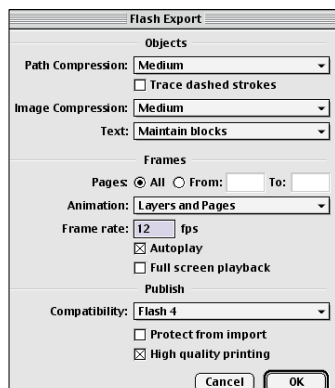 Flash Export
Objects
Path Compression: Medium
Trace dashed strokes
Image Compression: Medium
Text: Maintain blocks
Frames
Pages: All From: To:
Animation: Layers and Pages
Frame rate: 12 fps
Autoplay
Full screen playback
Publish
Compatibility: Flash 4
Protect from import
High quality printing
Cancel OK